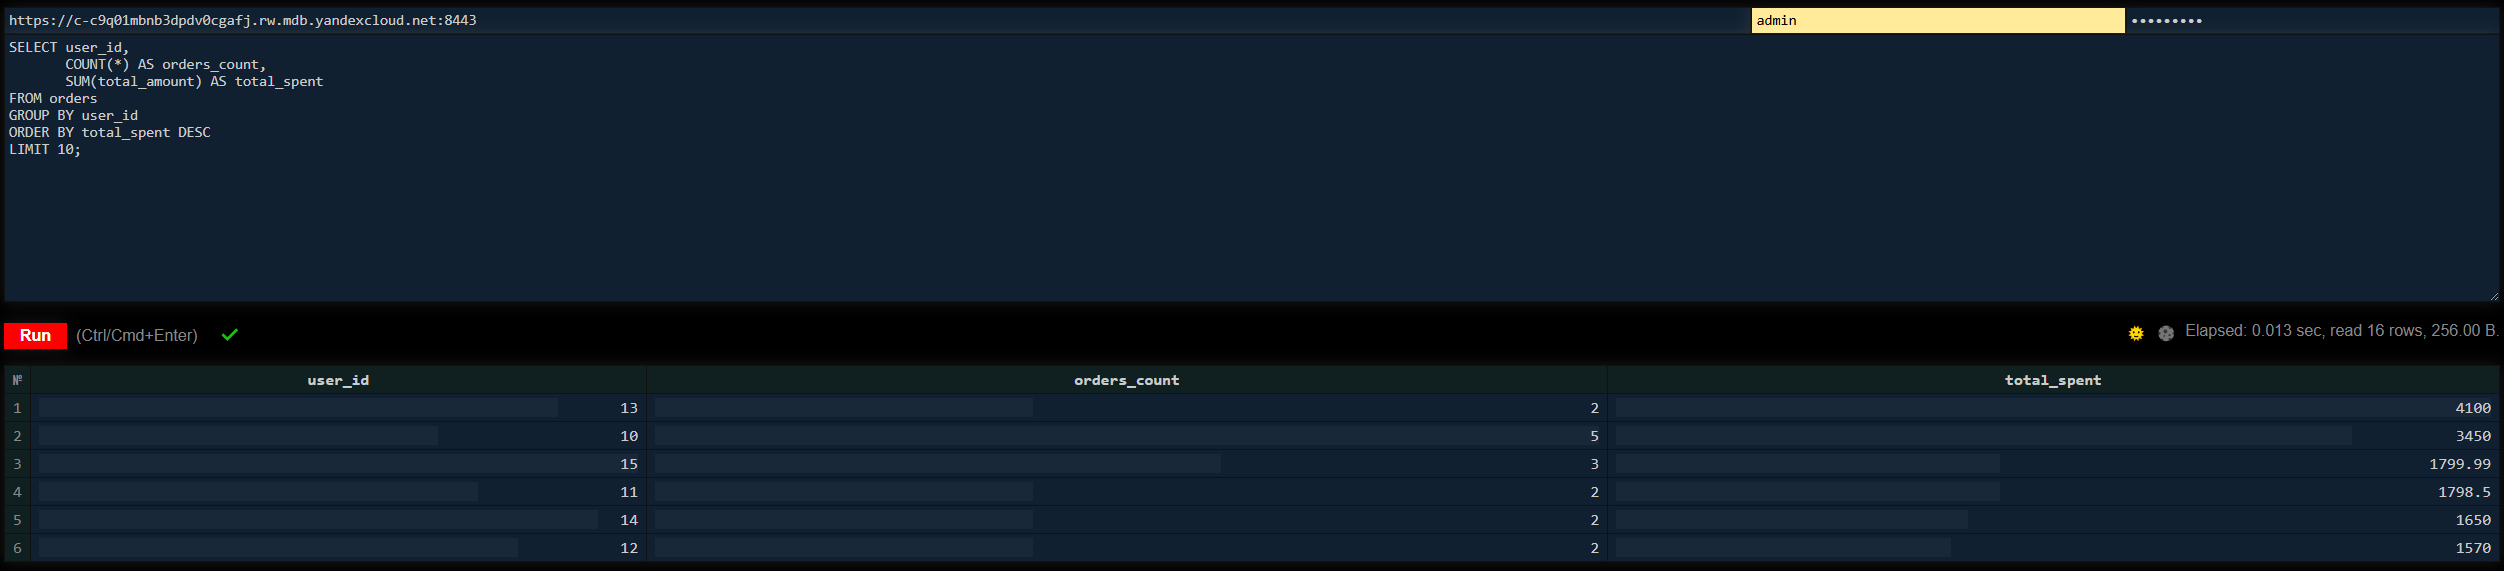 https://c-c9q01mbnb3dpdv0cgafj.rw.mdb.yandexcloud.net:8443 admin •••••••••
SELECT user_id,
       COUNT(*) AS orders_count,
       SUM(total_amount) AS total_spent
FROM orders
GROUP BY user_id
ORDER BY total_spent DESC
LIMIT 10;
Run (Ctrl/Cmd+Enter) ✓ Elapsed: 0.013 sec, read 16 rows, 256.00 B.
№ user_id orders_count total_spent
1 13 2 4100
2 10 5 3450
3 15 3 1799.99
4 11 2 1798.5
5 14 2 1650
6 12 2 1570